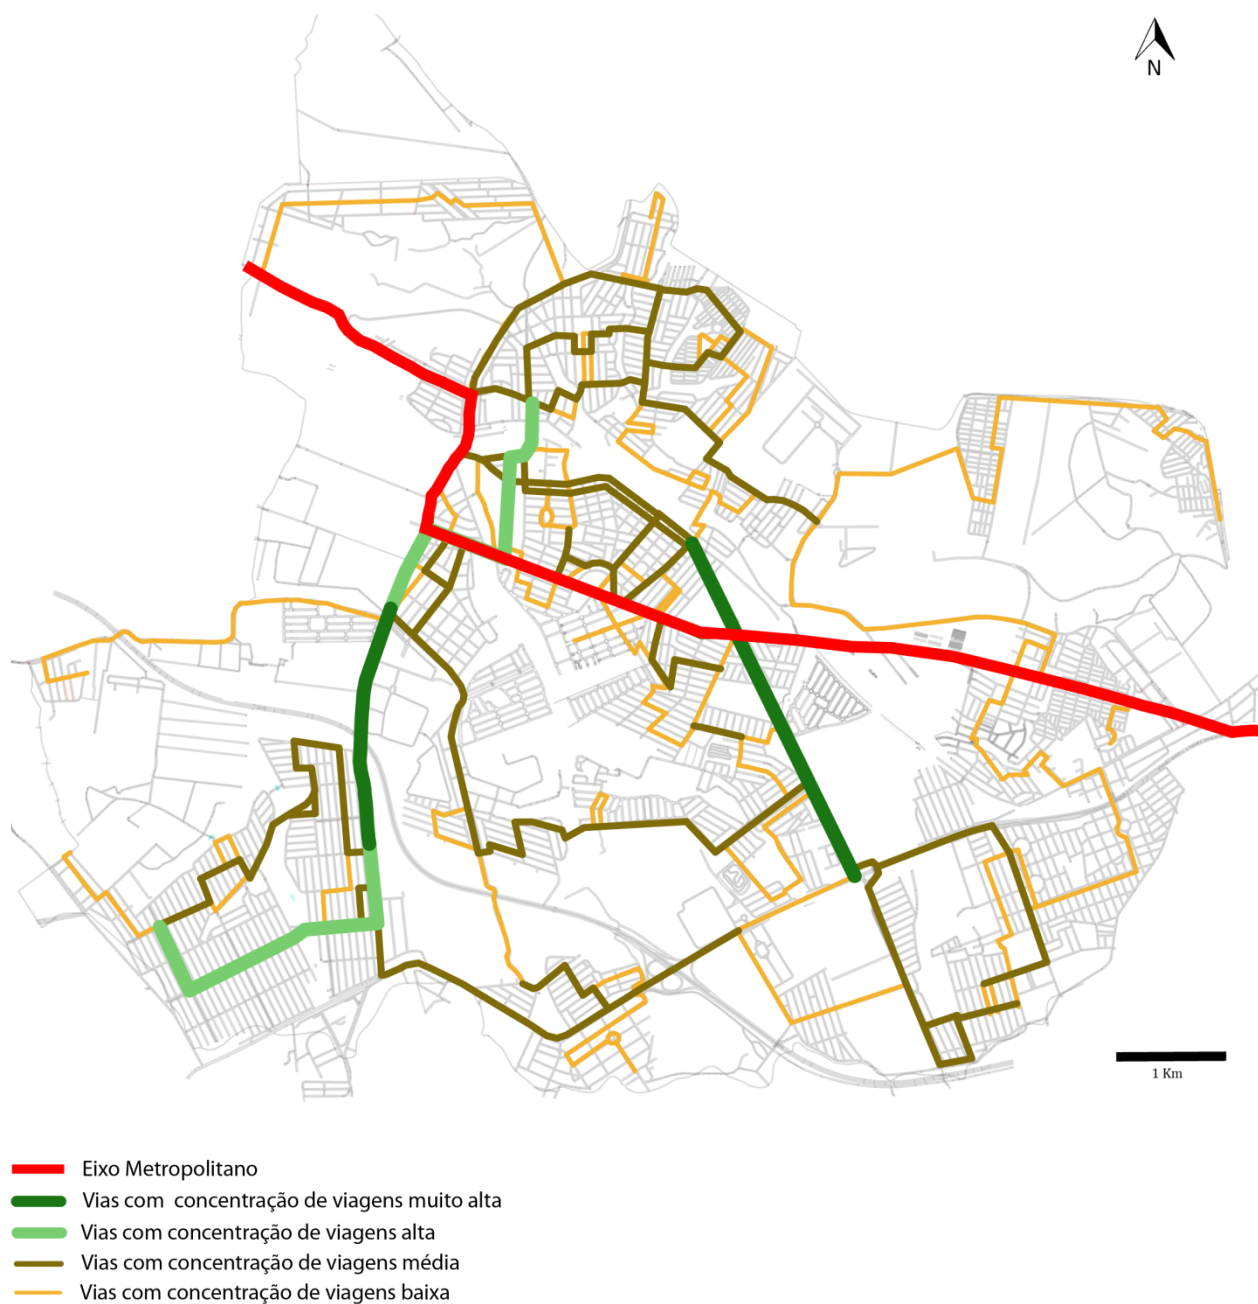 N
1 Km
Eixo Metropolitano
Vias com concentração de viagens muito alta
Vias com concentração de viagens alta
Vias com concentração de viagens média
Vias com concentração de viagens baixa